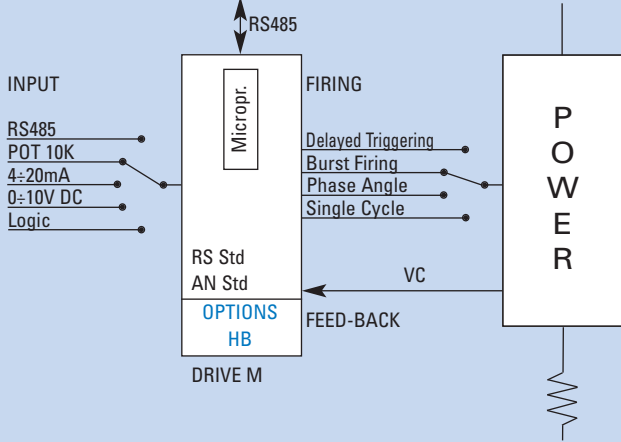 RS485
INPUT
Micropr.
FIRING
RS485
POT 10K
4÷20mA
0÷10V DC
Logic
Delayed Triggering
Burst Firing
Phase Angle
Single Cycle
POWER
RS Std
AN Std
VC
OPTIONS
HB
FEED-BACK
DRIVE M